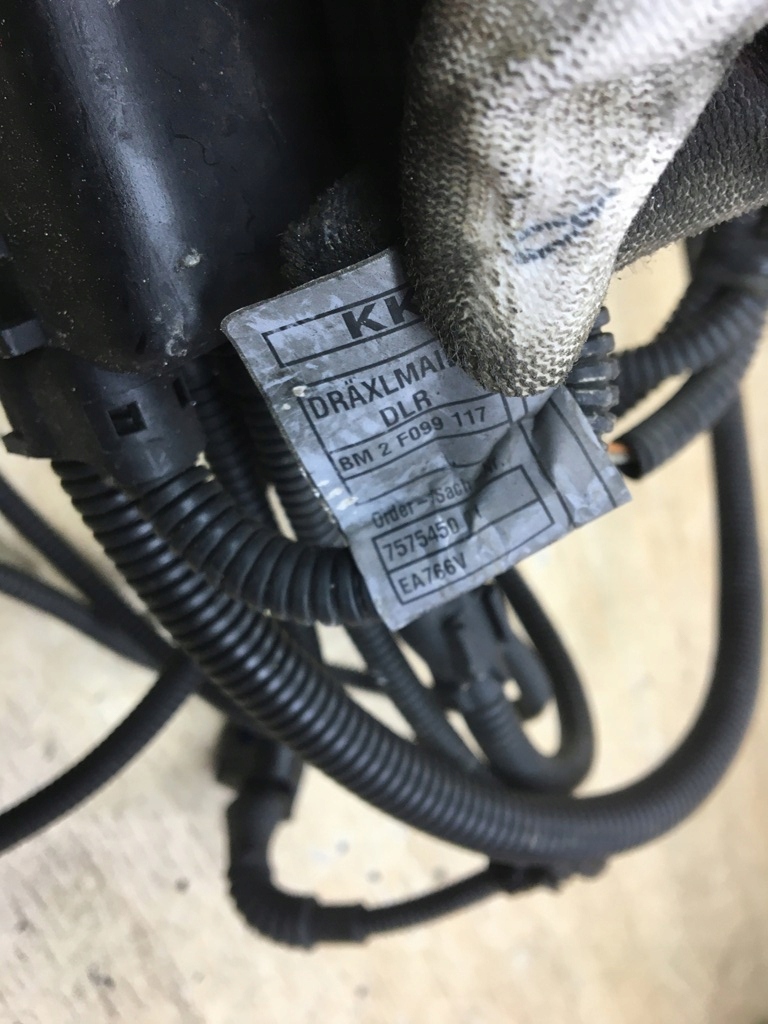 KK
DRÄXLMAI
DLR
BM 2 F099 117
Order-/Sach
7575450
EA766V